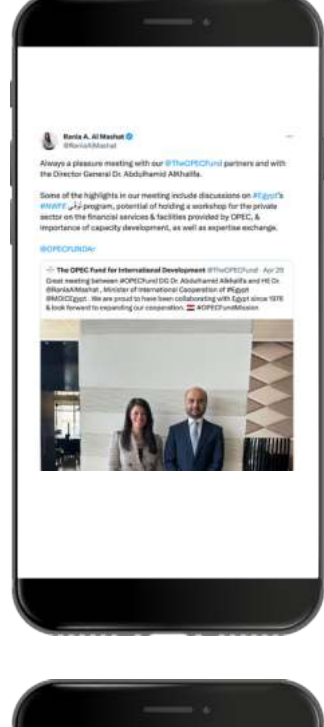 Rania A. Al Mashat
@RaniaAlMashat
Always a pleasure meeting with our @TheOPECFund partners and with
the Director General Dr. Abdulhamid AlKhalifa.
Some of the highlights in our meeting include discussions on #Egypt's
#NWFE نُوَفِّي program, potential of holding a workshop for the private
sector on the financial services & facilities provided by OPEC, &
importance of capacity development, as well as expertise exchange.
@OPECFUNDAr
The OPEC Fund for International Development @TheOPECFund · Apr 28
Great meeting between #OPECFund DG Dr. Abdulhamid Alkhalifa and HE Dr.
@RaniaAlMashat, Minister of International Cooperation of #Egypt
@MOICEgypt. We are proud to have been collaborating with Egypt since 1976
& look forward to expanding our cooperation. #OPECFundMission